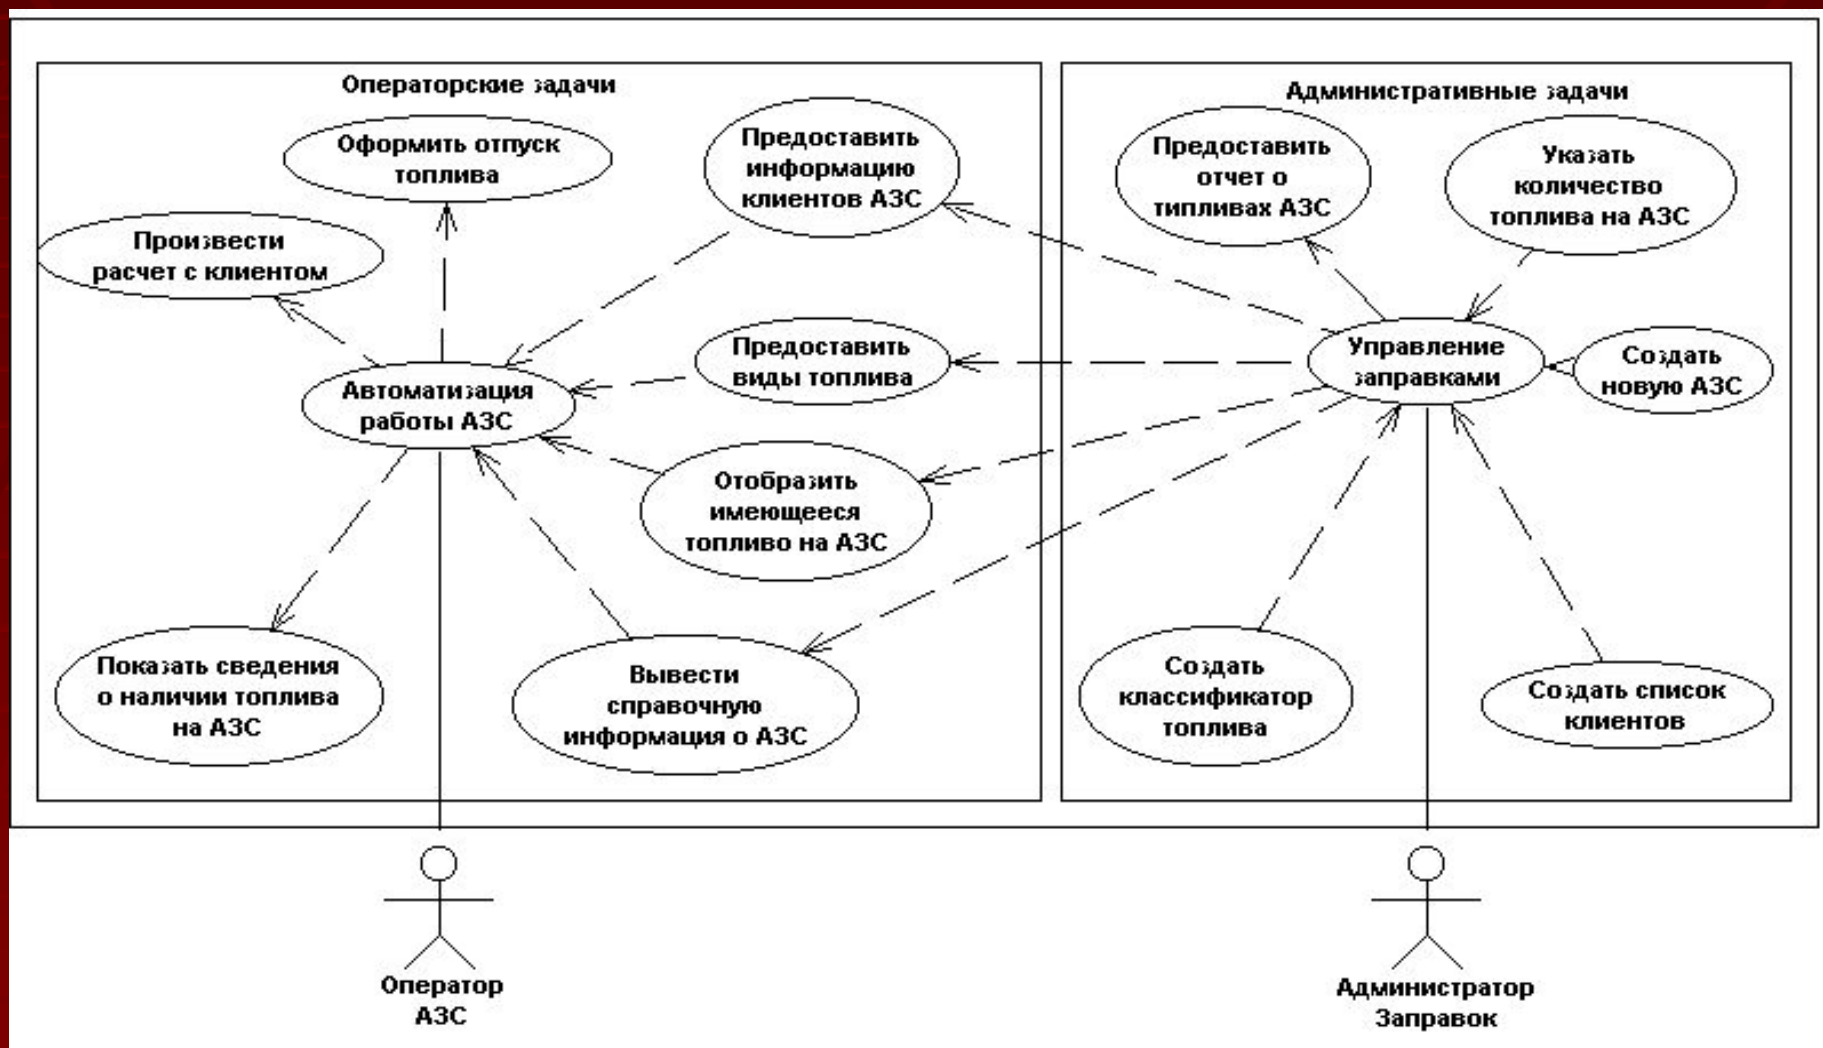 Операторские задачи
Оформить отпуск
топлива
Предоставить
информацию
клиентов АЗС
Произвести
расчет с клиентом
Автоматизация
работы АЗС
Предоставить
виды топлива
Отобразить
имеющееся
топливо на АЗС
Показать сведения
о наличии топлива
на АЗС
Вывести
справочную
информация о АЗС
Административные задачи
Предоставить
отчет о
типливах АЗС
Указать
количество
топлива на АЗС
Управление
заправками
Создать
новую АЗС
Создать
классификатор
топлива
Создать список
клиентов
Оператор
АЗС
Администратор
Заправок